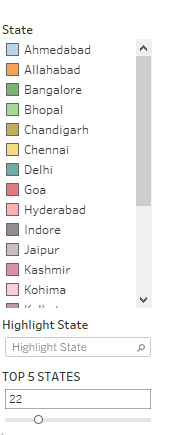 State
Ahmedabad
Allahabad
Bangalore
Bhopal
Chandigarh
Chennai
Delhi
Goa
Hyderabad
Indore
Jaipur
Kashmir
Kohima
Highlight State
Highlight State
TOP 5 STATES
22